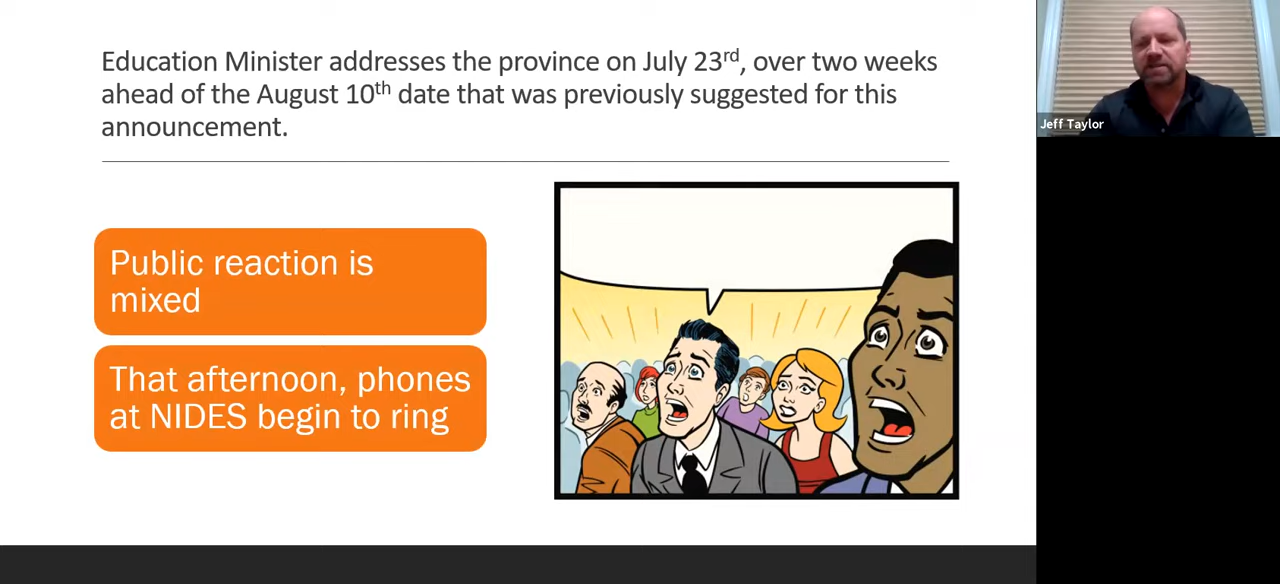 Education Minister addresses the province on July 23rd, over two weeks
ahead of the August 10th date that was previously suggested for this
announcement.
Public reaction is
mixed
That afternoon, phones
at NIDES begin to ring
Jeff Taylor